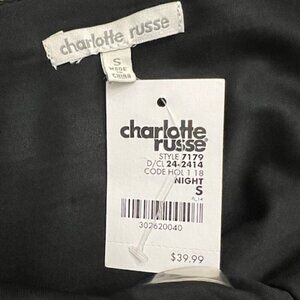 charlotte russe
S
MADE
IN
CHINA
charlotte
russe
STYLE 7179
D/CL 24-2414
CODE HOL 1 18
NIGHT
S
302620040
$39.99